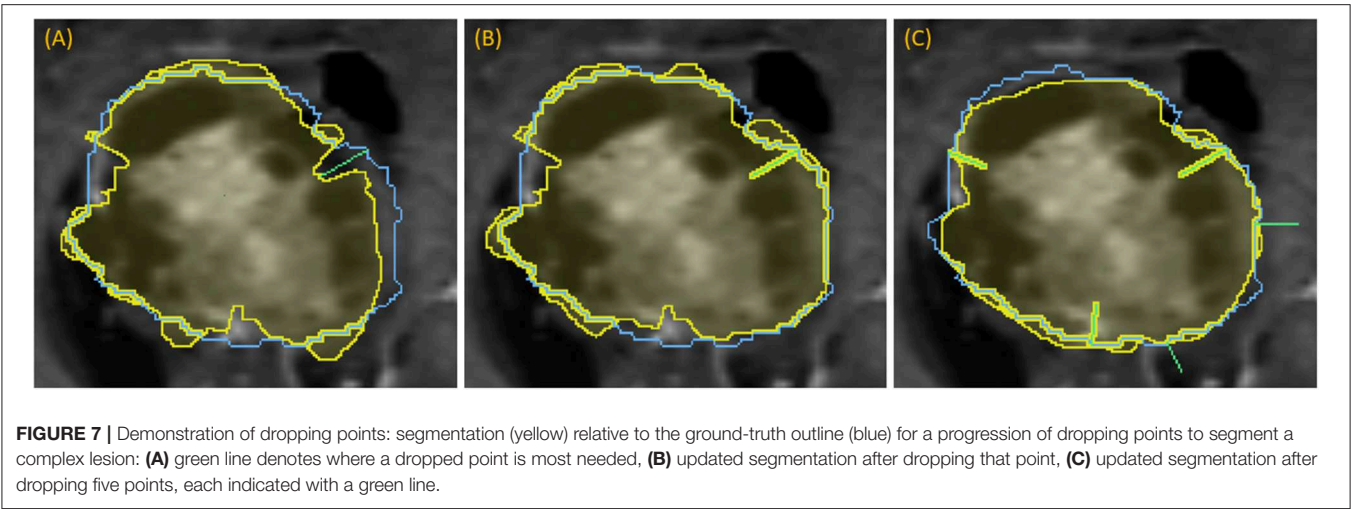 (A)
(B)
(C)
FIGURE 7 | Demonstration of dropping points: segmentation (yellow) relative to the ground-truth outline (blue) for a progression of dropping points to segment a
complex lesion: (A) green line denotes where a dropped point is most needed, (B) updated segmentation after dropping that point, (C) updated segmentation after
dropping five points, each indicated with a green line.